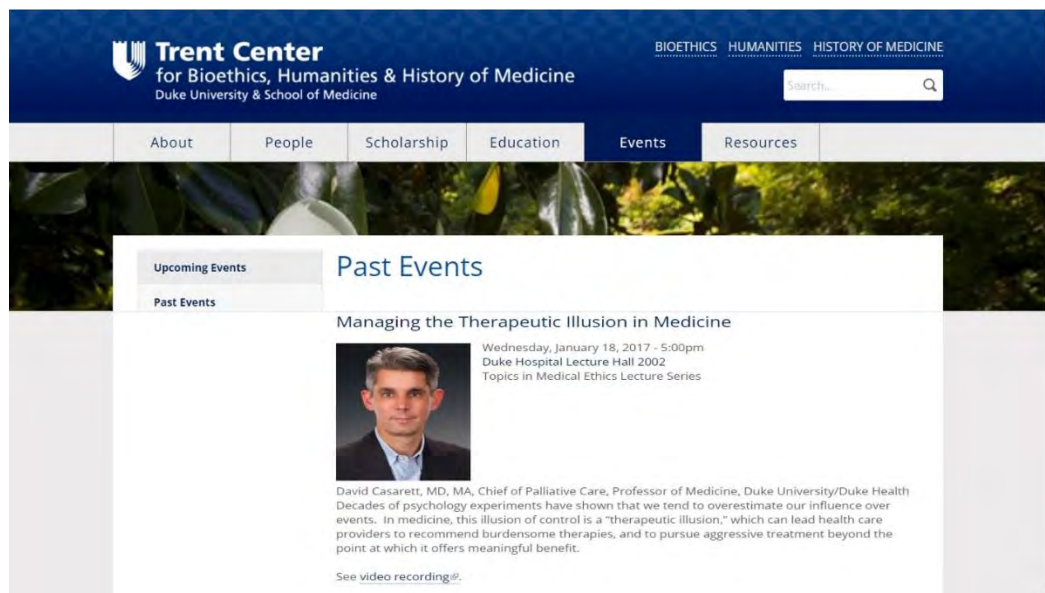 Trent Center
for Bioethics, Humanities & History of Medicine
Duke University & School of Medicine
BIOETHICS HUMANITIES HISTORY OF MEDICINE
Search...
About People Scholarship Education Events Resources
Upcoming Events
Past Events
Past Events
Managing the Therapeutic Illusion in Medicine
Wednesday, January 18, 2017 - 5:00pm
Duke Hospital Lecture Hall 2002
Topics in Medical Ethics Lecture Series
David Casarett, MD, MA, Chief of Palliative Care, Professor of Medicine, Duke University/Duke Health
Decades of psychology experiments have shown that we tend to overestimate our influence over
events. In medicine, this illusion of control is a "therapeutic illusion," which can lead health care
providers to recommend burdensome therapies, and to pursue aggressive treatment beyond the
point at which it offers meaningful benefit.
See video recording.